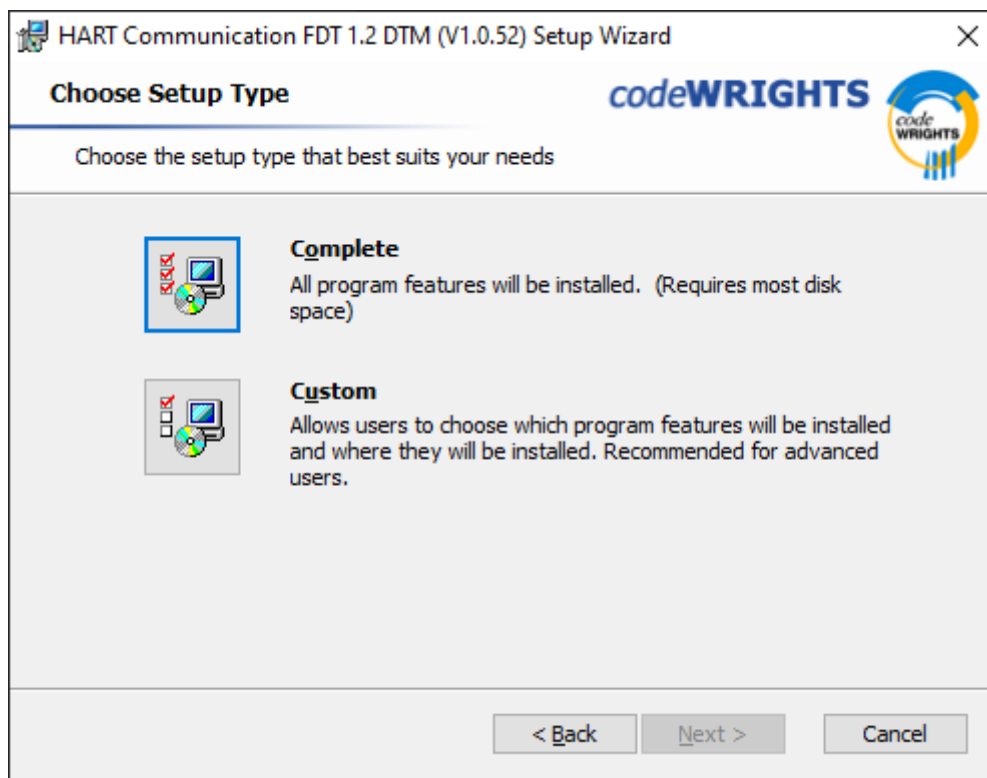 HART Communication FDT 1.2 DTM (V1.0.52) Setup Wizard
Choose Setup Type
codeWRIGHTS
code
WRIGHTS
Choose the setup type that best suits your needs
Complete
All program features will be installed.  (Requires most disk
space)
Custom
Allows users to choose which program features will be installed
and where they will be installed. Recommended for advanced
users.
< Back
Next >
Cancel